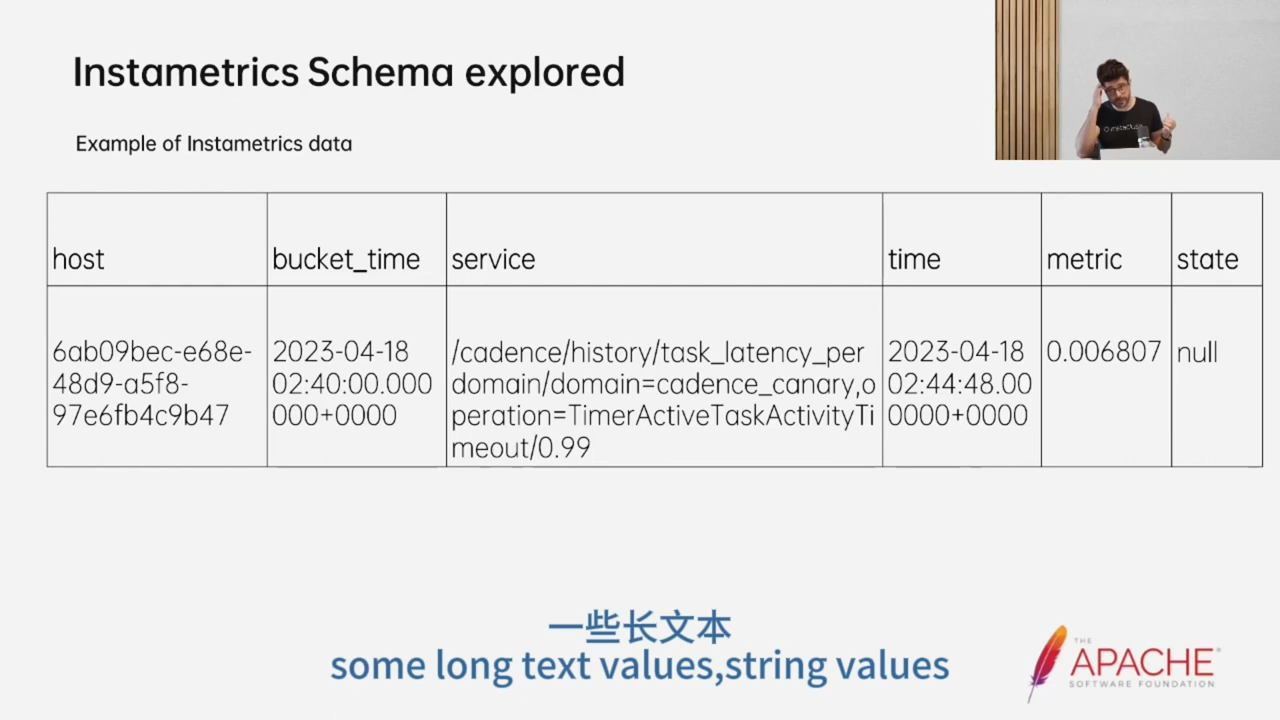 Instametrics Schema explored
Example of Instametrics data
host
bucket_time
service
time
metric
state
6ab09bec-e68e-
48d9-a5f8-
97e6fb4c9b47
2023-04-18
02:40:00.000
000+0000
/cadence/history/task_latency_per
domain/domain=cadence_canary,o
peration=TimerActiveTaskActivityTi
meout/0.99
2023-04-18
02:44:48.00
0000+0000
0.006807
null
一些长文本
some long text values,string values
THE
APACHE
SOFTWARE FOUNDATION